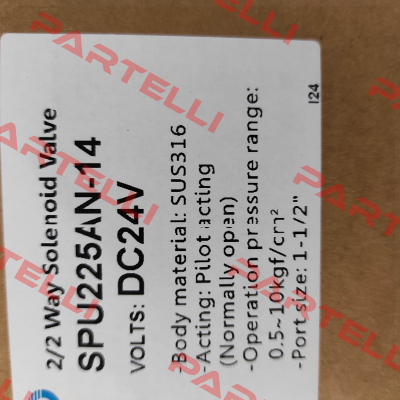 2/2 Way Solenoid Valve
SPU225AN-14
VOLTS: DC24V
-Body material: SUS316
-Acting: Pilot acting
(Normally open)
-Operation pressure range:
0.5~10kgf/cm²
-Port size: 1-1/2"
I24
PARTELLI
PARTELLI
PARTELLI
PARTELLI
PARTELLI